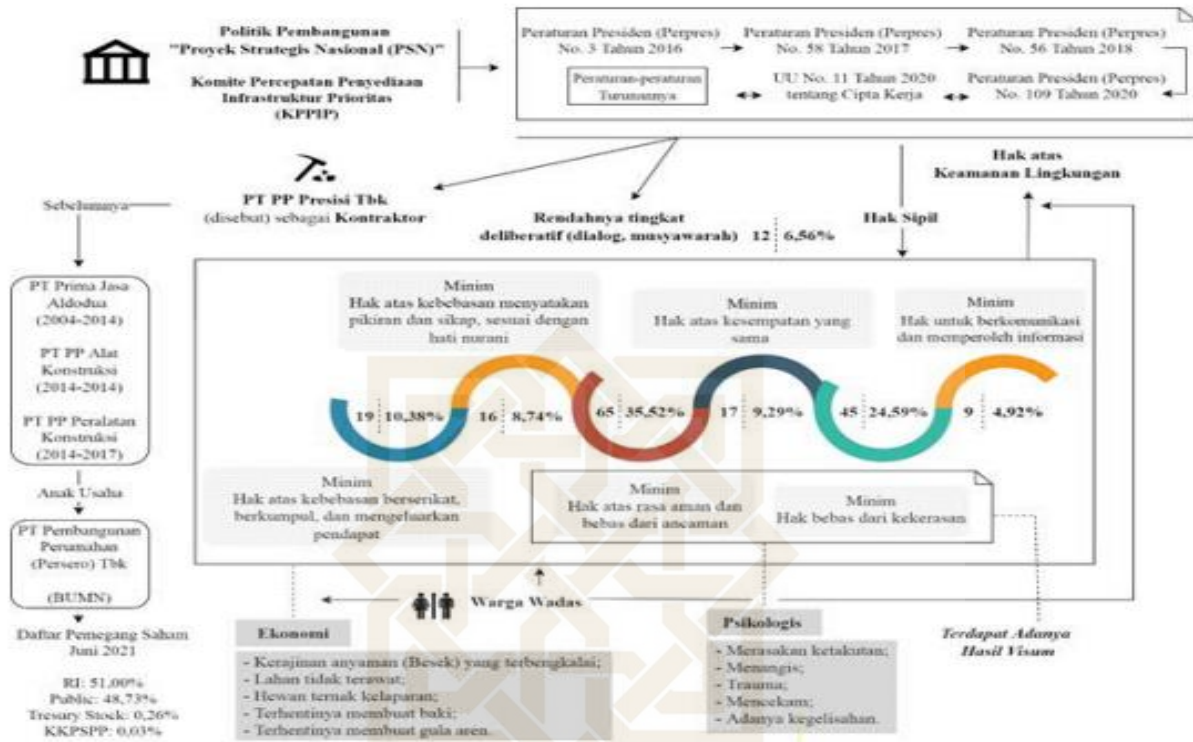 Politik Pembangunan
"Proyek Strategis Nasional (PSN)"
Komite Percepatan Penyediaan
Infrastruktur Prioritas
(KPPIP)
Peraturan Presiden (Perpres)
No. 3 Tahun 2016
Peraturan Presiden (Perpres)
No. 58 Tahun 2017
Peraturan Presiden (Perpres)
No. 56 Tahun 2018
Peraturan-peraturan
Turunannya
UU No. 11 Tahun 2020
tentang Cipta Kerja
Peraturan Presiden (Perpres)
No. 109 Tahun 2020
Sebelumnya
PT PP Presisi Tbk
(disebut) sebagai Kontraktor
Rendahnya tingkat
deliberatif (dialog, musyawarah) 12 6,56%
Hak Sipil
Hak atas
Keamanan Lingkungan
PT Prima Jasa
Aldodua
(2004-2014)
PT PP Alat
Konstruksi
(2014-2014)
PT PP Peralatan
Konstruksi
(2014-2017)
Anak Usaha
PT Pembangunan
Perumahan
(Persero) Tbk
(BUMN)
Daftar Pemegang Saham
Juni 2021
RI: 51,00%
Public: 48,73%
Tresury Stock: 0,26%
KKPSPP: 0,03%
Minim
Hak atas kebebasan menyatakan
pikiran dan sikap, sesuai dengan
hati nurani
Minim
Hak atas kesempatan yang
sama
Minim
Hak untuk berkomunikasi
dan memperoleh informasi
19 10,38%
16 8,74%
65 35,52%
17 9,29%
45 24,59%
9 4,92%
Minim
Hak atas kebebasan berserikat,
berkumpul, dan mengeluarkan
pendapat
Minim
Hak atas rasa aman dan
bebas dari ancaman
Minim
Hak bebas dari kekerasan
Warga Wadas
Ekonomi
- Kerajinan anyaman (Besek) yang terbengkalai;
- Lahan tidak terawat;
- Hewan ternak kelaparan;
- Terhentinya membuat baki;
- Terhentinya membuat gula aren.
Psikologis
- Merasakan ketakutan;
- Menangis;
- Trauma;
- Mencekam;
- Adanya kegelisahan.
Terdapat Adanya
Hasil Visum